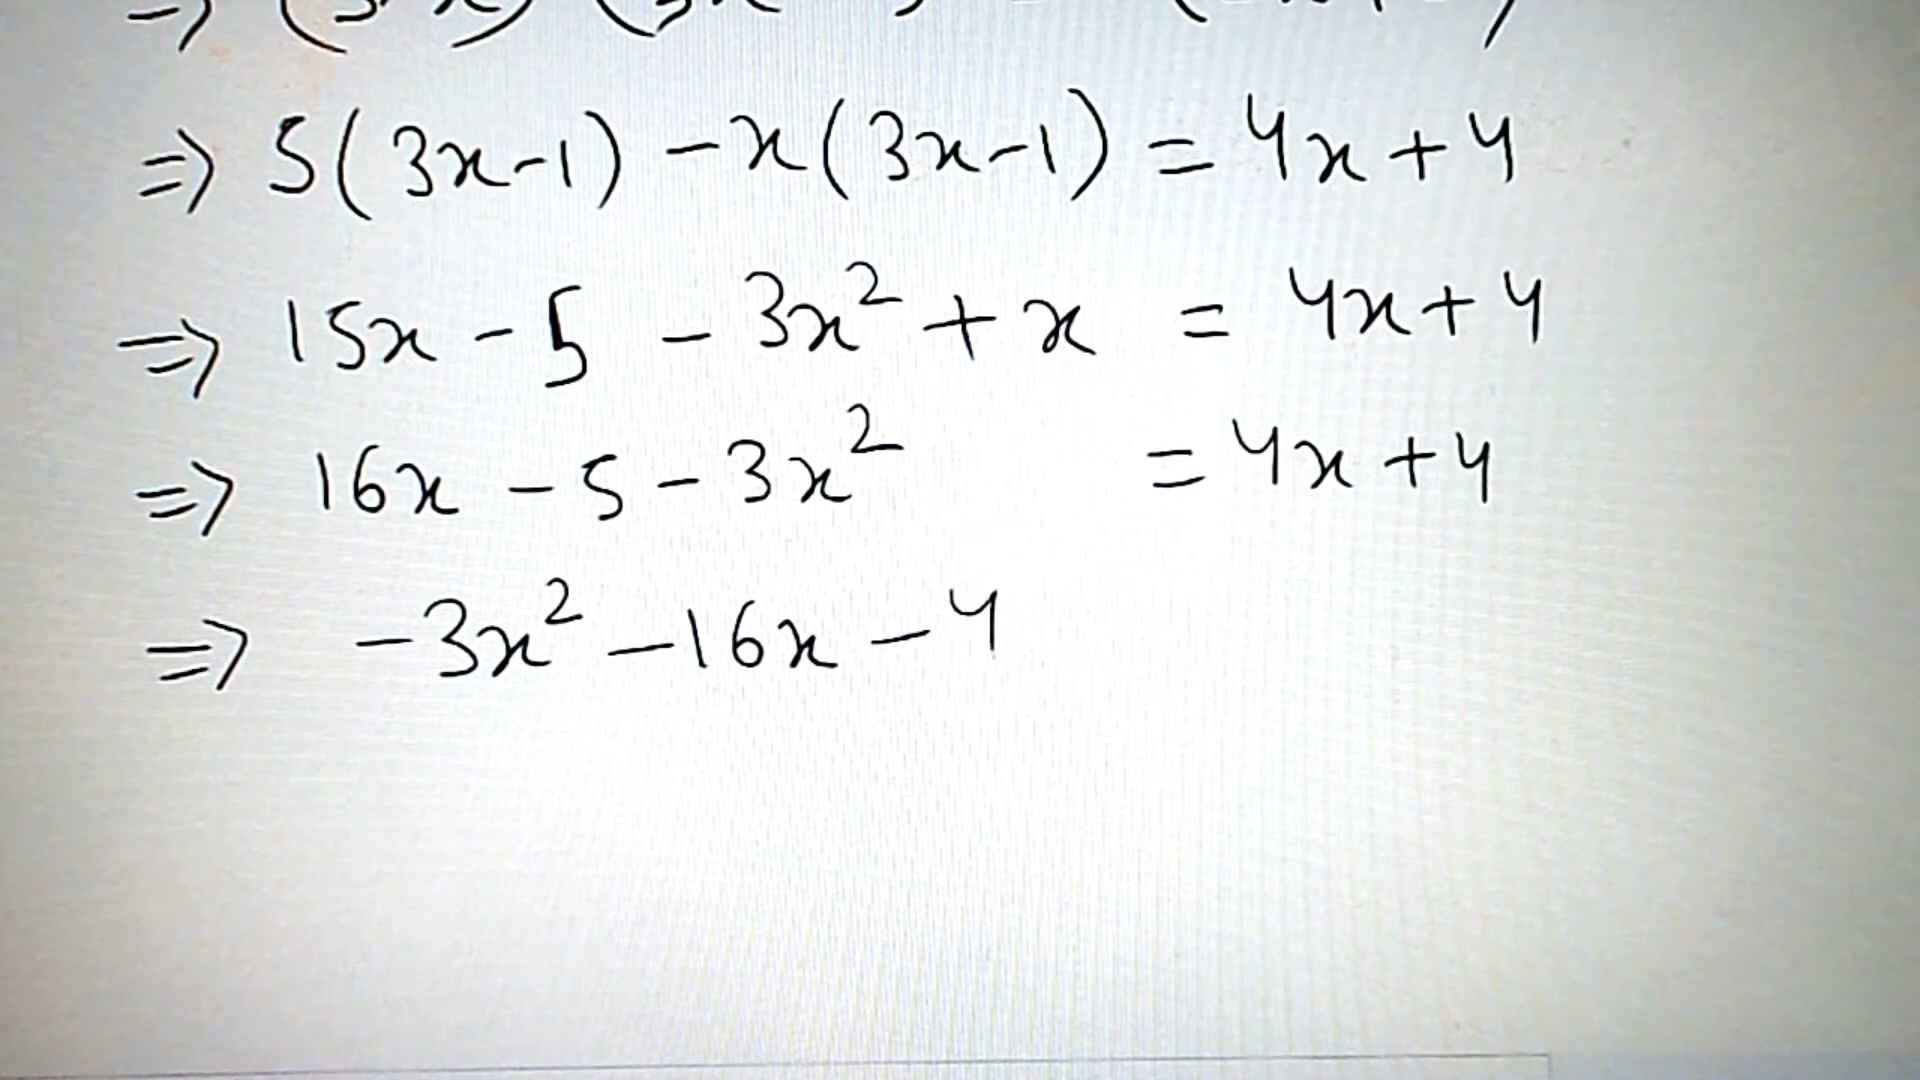 ⇒ 5(3x-1) -x(3x-1) = 4x+4
⇒ 15x - 5 - 3x² + x = 4x+4
⇒ 16x - 5 - 3x² = 4x+4
⇒ -3x² -16x -4